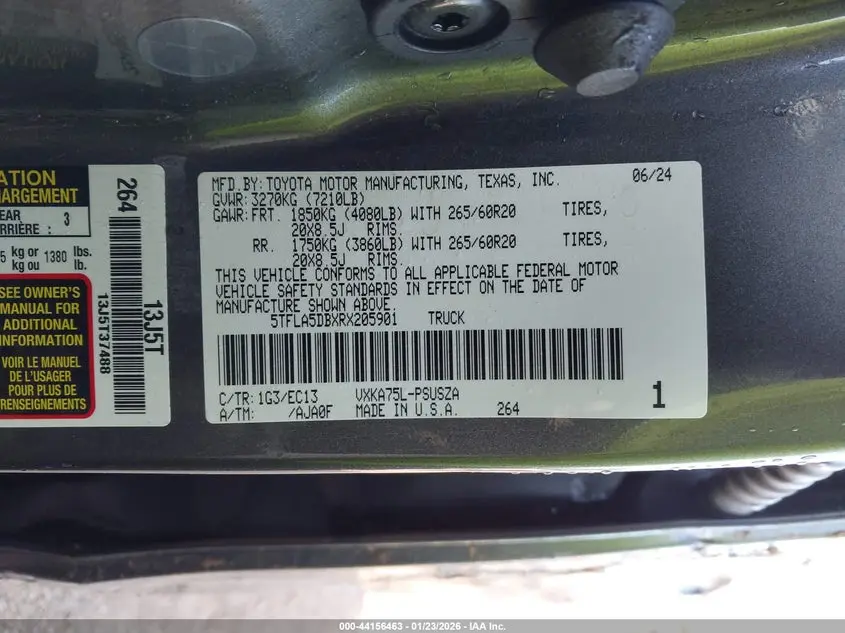 ATION
HARGEMENT
EAR
RRIÈRE : 3
5 kg or 1380 lbs.
kg ou lb.
SEE OWNER'S
MANUAL FOR
ADDITIONAL
INFORMATION
VOIR LE MANUEL
DE L'USAGER
POUR PLUS DE
RENSEIGNEMENTS
264
13J5T
13J5T37488
MFD.BY: TOYOTA MOTOR MANUFACTURING, TEXAS, INC. 06/24
GVWR: 3270KG (7210LB)
GAWR: FRT. 1850KG (4080LB) WITH 265/60R20 TIRES,
20X8.5J RIMS.
RR. 1750KG (3860LB) WITH 265/60R20 TIRES,
20X8.5J RIMS.
THIS VEHICLE CONFORMS TO ALL APPLICABLE FEDERAL MOTOR
VEHICLE SAFETY STANDARDS IN EFFECT ON THE DATE OF
MANUFACTURE SHOWN ABOVE
5TFLA5DBXRX205901 TRUCK
C/TR: 1G3/EC13 VXKA75L-PSUSZA
A/TM: /AJA0F MADE IN U.S.A. 264 1
000-44156463 - 01/23/2026 - IAA Inc.